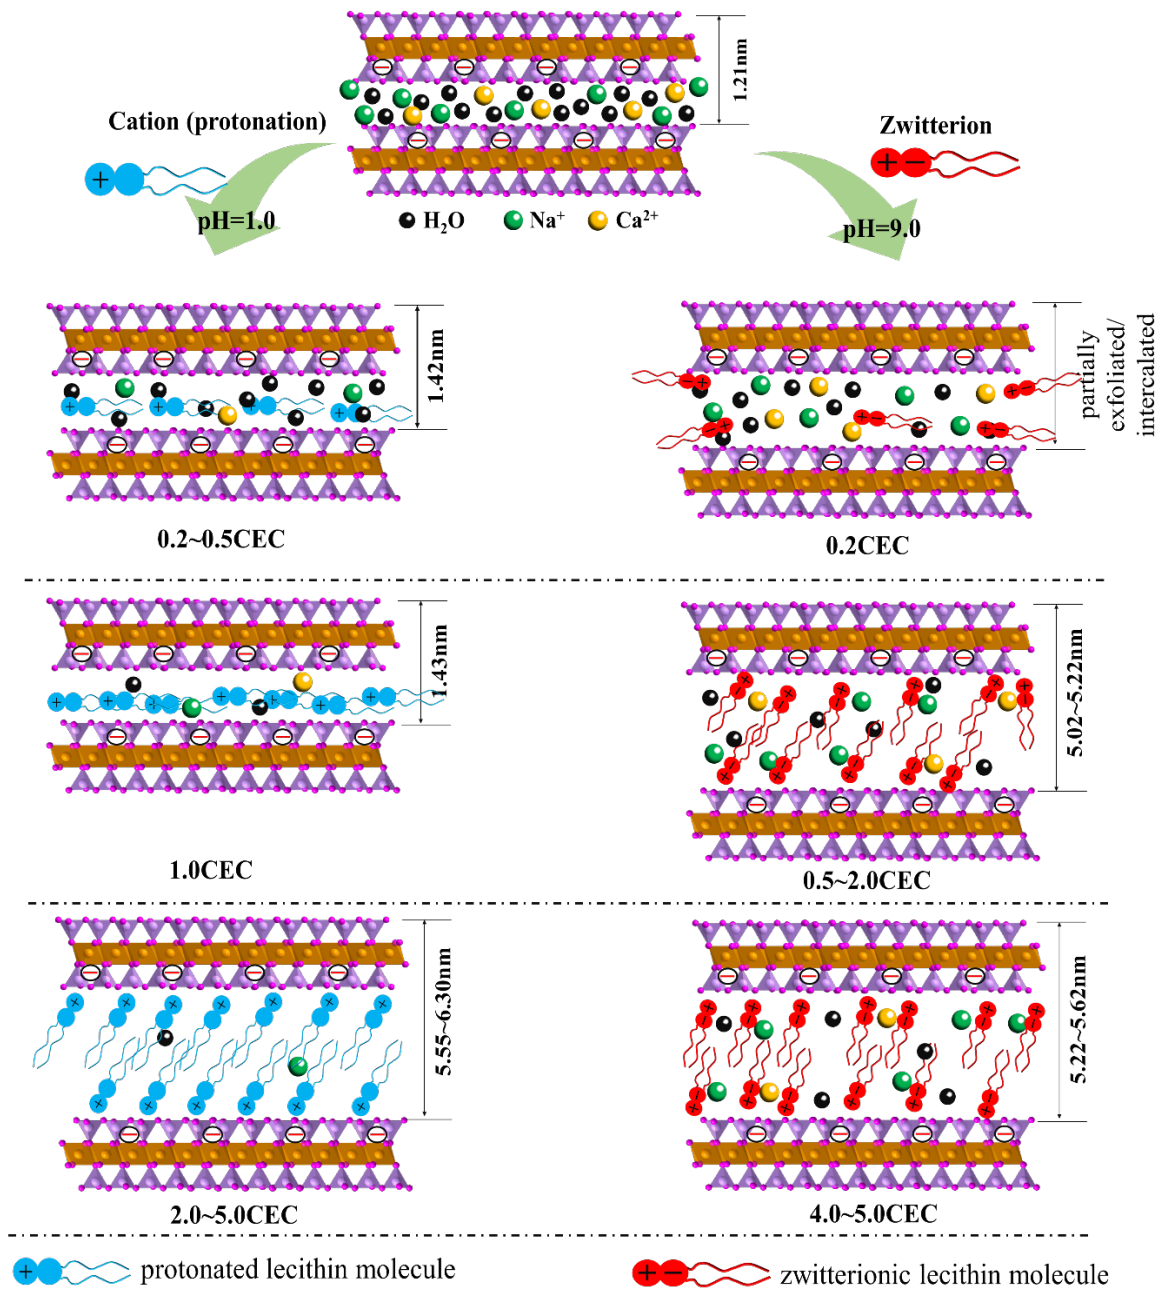 1.21nm
Cation (protonation)
Zwitterion
+
+ −
pH=1.0
H₂O
Na⁺
Ca²⁺
pH=9.0
1.42nm
partially
exfoliated/
intercalated
0.2~0.5CEC
0.2CEC
1.43nm
5.02~5.22nm
1.0CEC
0.5~2.0CEC
5.55~6.30nm
5.22~5.62nm
2.0~5.0CEC
4.0~5.0CEC
+ protonated lecithin molecule
+ − zwitterionic lecithin molecule